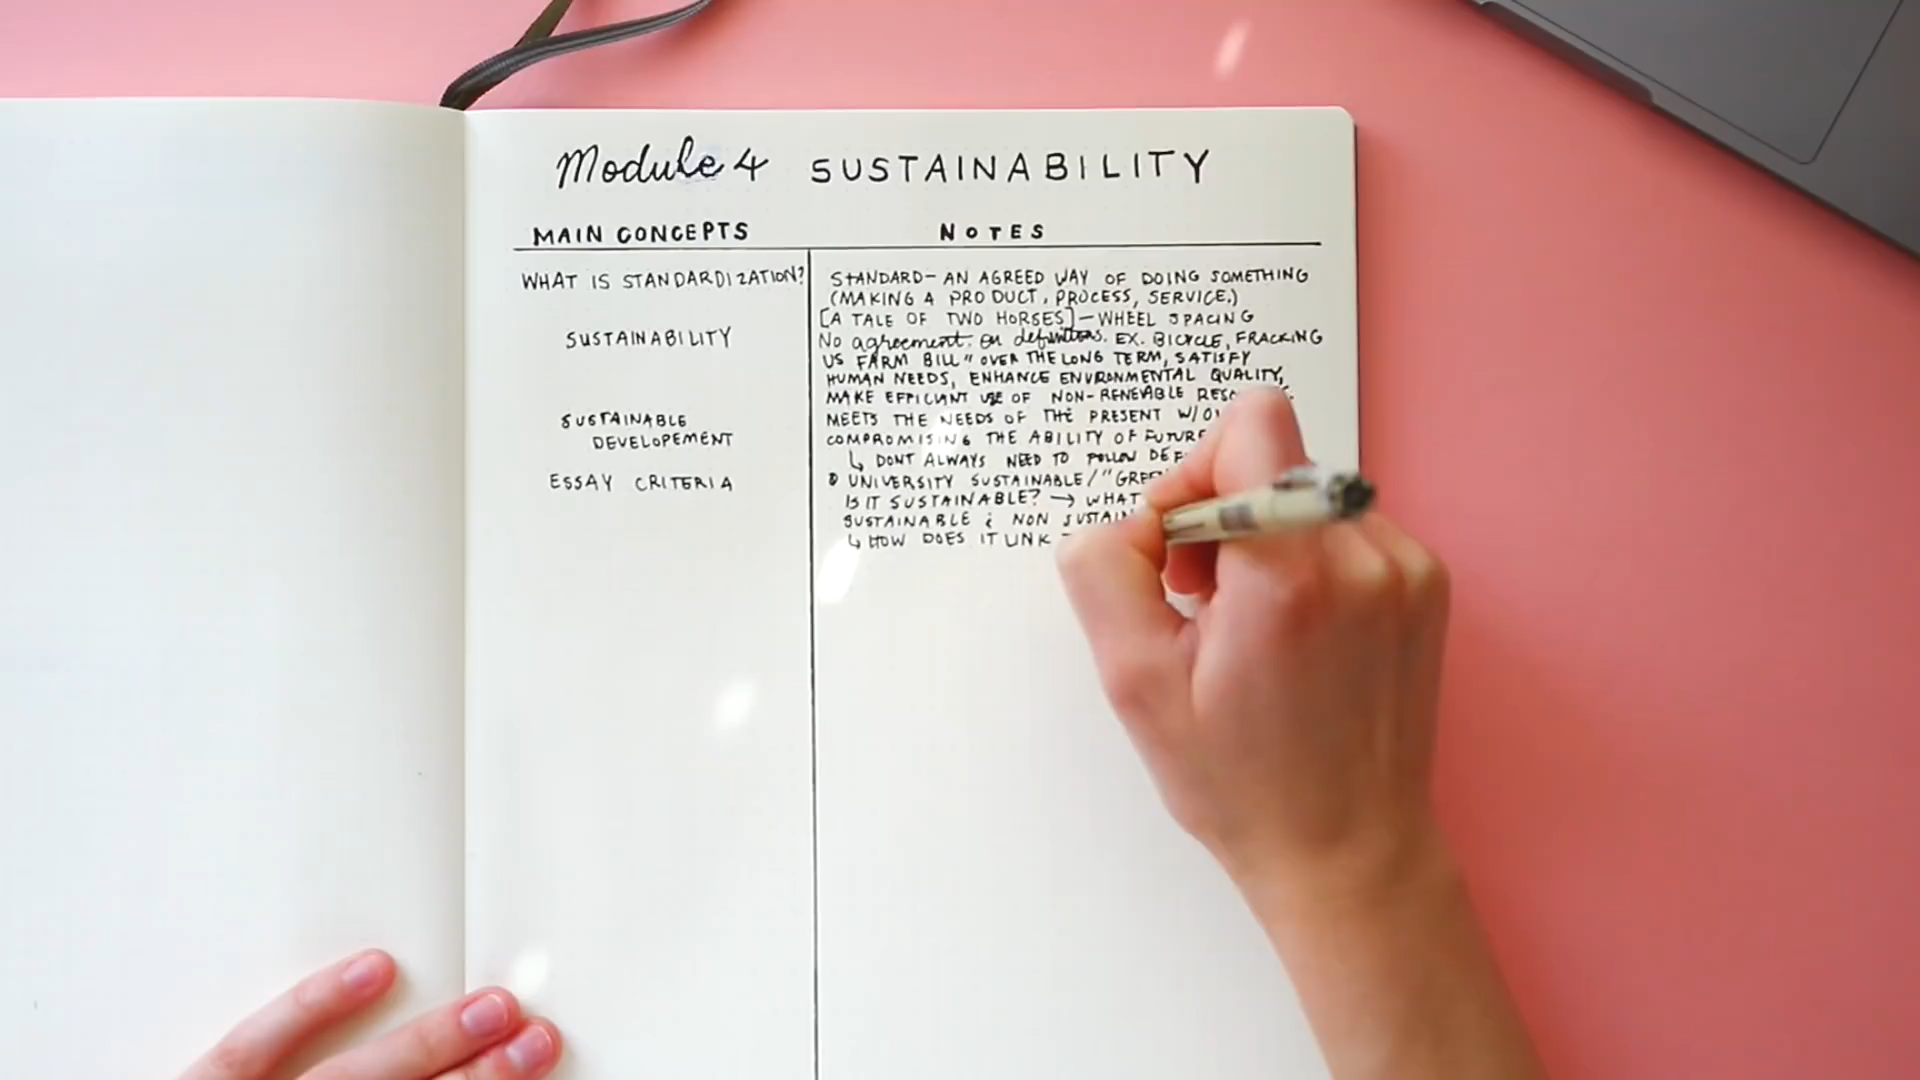 Module 4 SUSTAINABILITY
MAIN CONCEPTS
NOTES
WHAT IS STANDARDIZATION?
SUSTAINABILITY
SUSTAINABLE
DEVELOPEMENT
ESSAY CRITERIA
STANDARD- AN AGREED WAY OF DOING SOMETHING
(MAKING A PRODUCT, PROCESS, SERVICE.)
[A TALE OF TWO HORSES]-WHEEL SPACING
No agreement on definitions. EX. BICYCLE, FRACKING
US FARM BILL " OVER THE LONG TERM, SATISFY
HUMAN NEEDS, ENHANCE ENVIRONMENTAL QUALITY,
MAKE EFFICIENT USE OF NON-RENEWABLE
MEETS THE NEEDS OF THE PRESENT
COMPROMISING THE ABILITY OF FUTURE
↳ DONT ALWAYS NEED TO FOLLOW
UNIVERSITY SUSTAINABLE/"
IS IT SUSTAINABLE? → WHAT
SUSTAINABLE & NON
↳ HOW DOES IT LINK